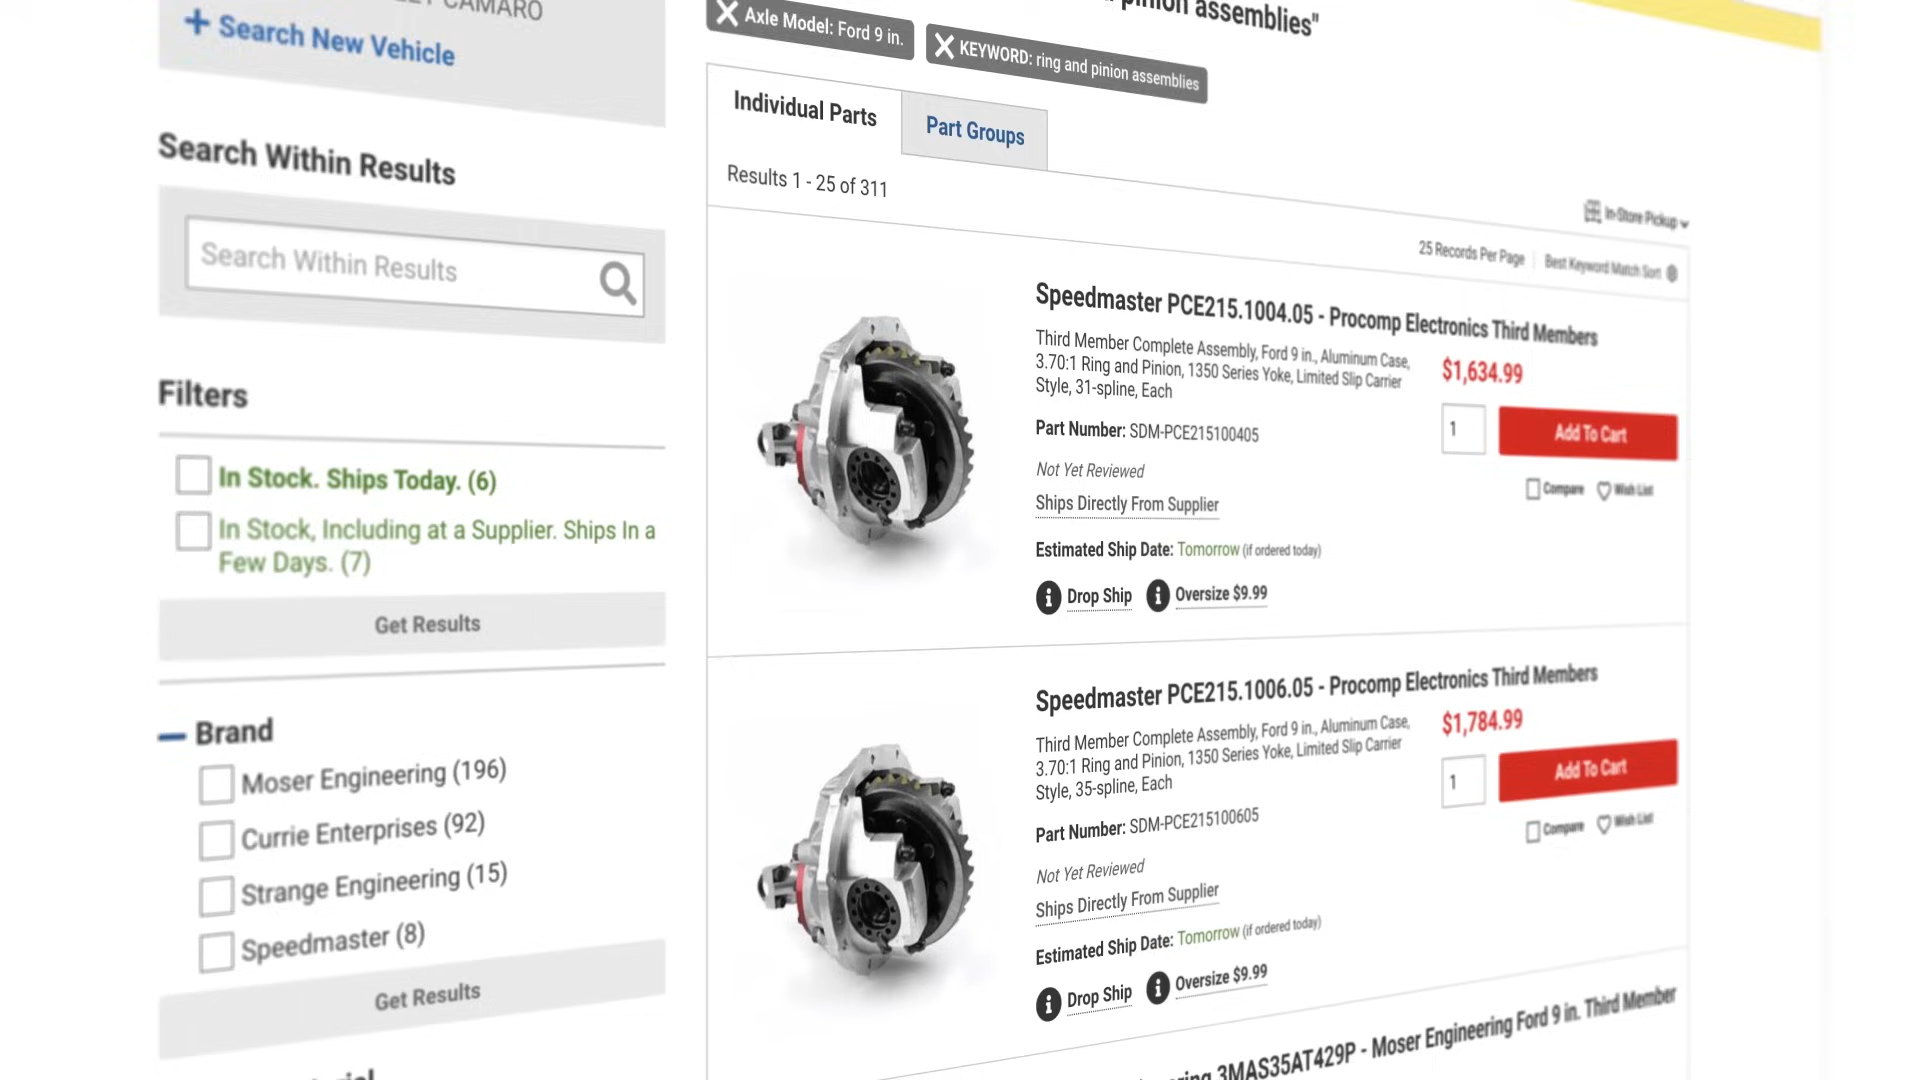 CAMARO
+ Search New Vehicle
Search Within Results
Search Within Results
Filters
In Stock. Ships Today. (6)
In Stock, Including at a Supplier. Ships In a
Few Days. (7)
Get Results
Brand
Moser Engineering (196)
Currie Enterprises (92)
Strange Engineering (15)
Speedmaster (8)
Get Results
pinion assemblies"
Axle Model: Ford 9 in.
KEYWORD: ring and pinion assemblies
Individual Parts
Part Groups
Results 1 - 25 of 311
In-Store Pickup
25 Records Per Page
Best Keyword Match Sort
Speedmaster PCE215.1004.05 - Procomp Electronics Third Members
Third Member Complete Assembly, Ford 9 in., Aluminum Case,
3.70:1 Ring and Pinion, 1350 Series Yoke, Limited Slip Carrier
Style, 31-spline, Each
$1,634.99
1
Add To Cart
Part Number: SDM-PCE215100405
Not Yet Reviewed
Compare
Wish List
Ships Directly From Supplier
Estimated Ship Date: Tomorrow (if ordered today)
Drop Ship
Oversize $9.99
Speedmaster PCE215.1006.05 - Procomp Electronics Third Members
Third Member Complete Assembly, Ford 9 in., Aluminum Case,
3.70:1 Ring and Pinion, 1350 Series Yoke, Limited Slip Carrier
Style, 35-spline, Each
$1,784.99
1
Add To Cart
Part Number: SDM-PCE215100605
Compare
Wish List
Not Yet Reviewed
Ships Directly From Supplier
Estimated Ship Date: Tomorrow (if ordered today)
Drop Ship
Oversize $9.99
3MAS35AT429P - Moser Engineering Ford 9 in. Third Member